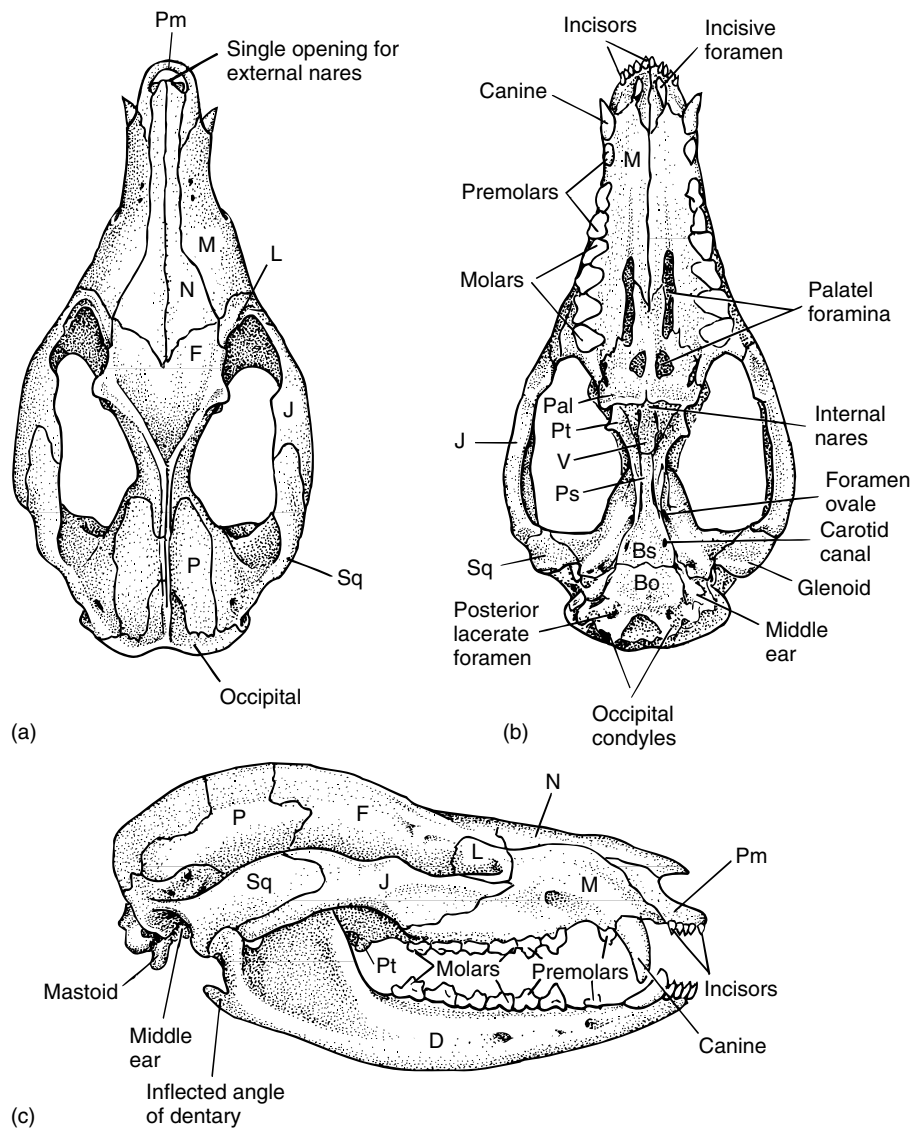 Pm
Single opening for
external nares
M
L
N
F
J
P
Sq
Occipital
(a)
Incisors
Incisive
foramen
Canine
M
Premolars
Molars
Palatel
foramina
Pal
Pt
J
V
Internal
nares
Ps
Foramen
ovale
Carotid
canal
Bs
Sq
Bo
Glenoid
Posterior
lacerate
foramen
Middle
ear
Occipital
condyles
(b)
N
P
F
L
Pm
Sq
J
M
Pt
Molars
Premolars
Incisors
Mastoid
Middle
ear
D
Canine
Inflected angle
of dentary
(c)